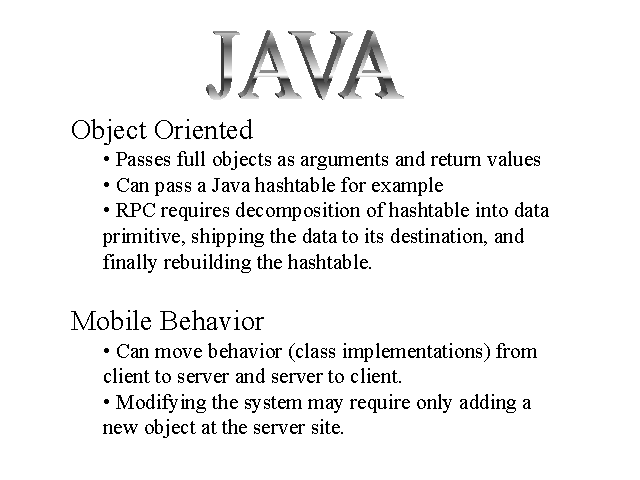 JAVA
Object Oriented
• Passes full objects as arguments and return values
• Can pass a Java hashtable for example
• RPC requires decomposition of hashtable into data
primitive, shipping the data to its destination, and
finally rebuilding the hashtable.
Mobile Behavior
• Can move behavior (class implementations) from
client to server and server to client.
• Modifying the system may require only adding a
new object at the server site.